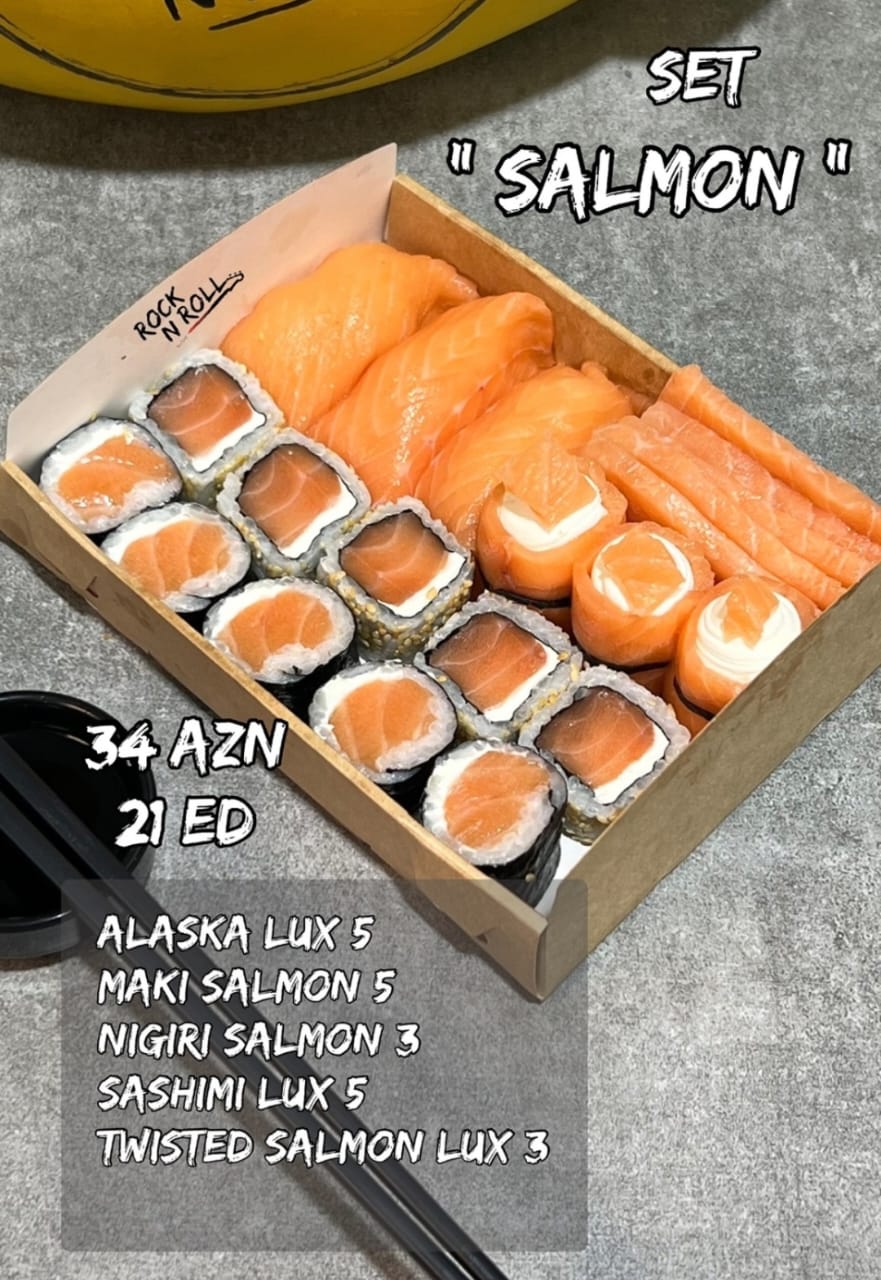 SET
" SALMON "
ROCK
N ROLL
34 AZN
21 ED
ALASKA LUX 5
MAKI SALMON 5
NIGIRI SALMON 3
SASHIMI LUX 5
TWISTED SALMON LUX 3